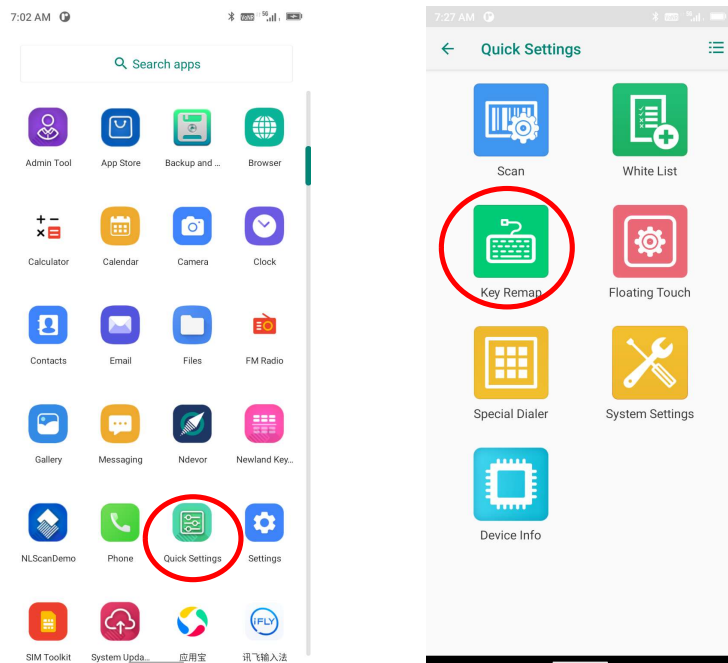 7:02 AM
Search apps
Admin Tool
App Store
Backup and ...
Browser
Calculator
Calendar
Camera
Clock
Contacts
Email
Files
FM Radio
Gallery
Messaging
Ndevor
Newland Key...
NLScanDemo
Phone
Quick Settings
Settings
iFLY
SIM Toolkit
System Upda...
应用宝
讯飞输入法
7:27 AM
Quick Settings
Scan
White List
Key Remap
Floating Touch
Special Dialer
System Settings
Device Info